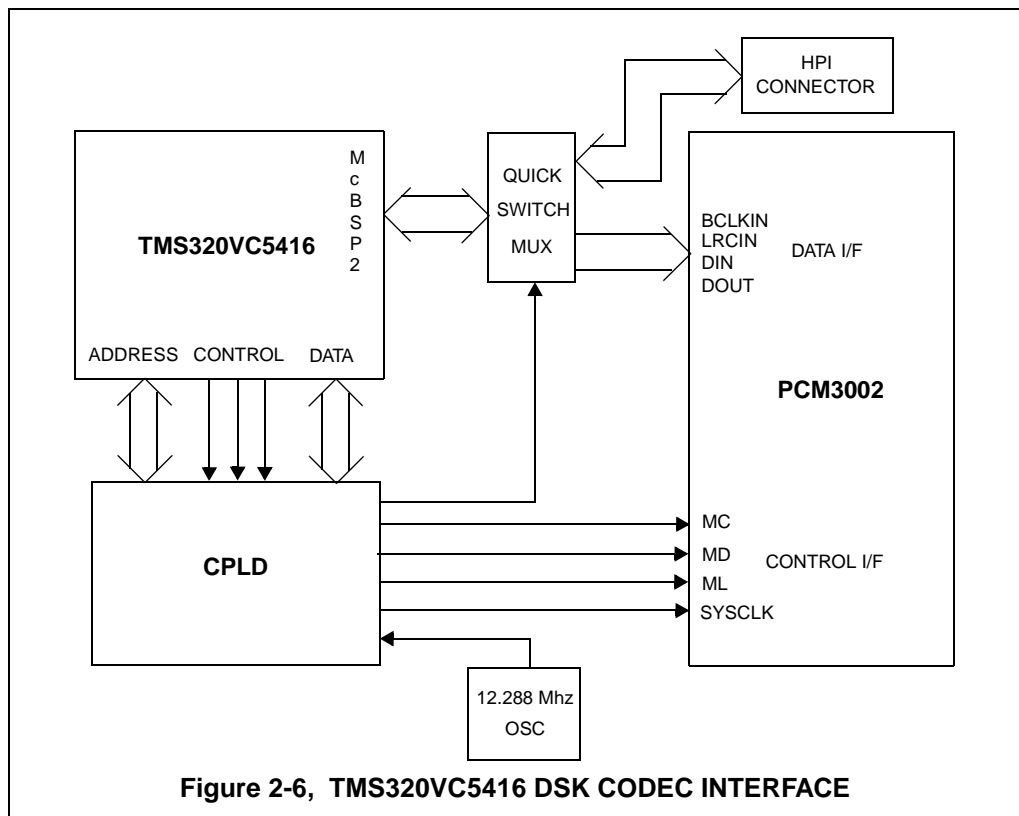 HPI
CONNECTOR
McBSP2
QUICK
SWITCH
MUX
TMS320VC5416
BCLKIN
LRCIN
DIN
DOUT
DATA I/F
ADDRESS CONTROL DATA
PCM3002
CPLD
MC
MD
ML
SYSCLK
CONTROL I/F
12.288 Mhz
OSC
Figure 2-6, TMS320VC5416 DSK CODEC INTERFACE